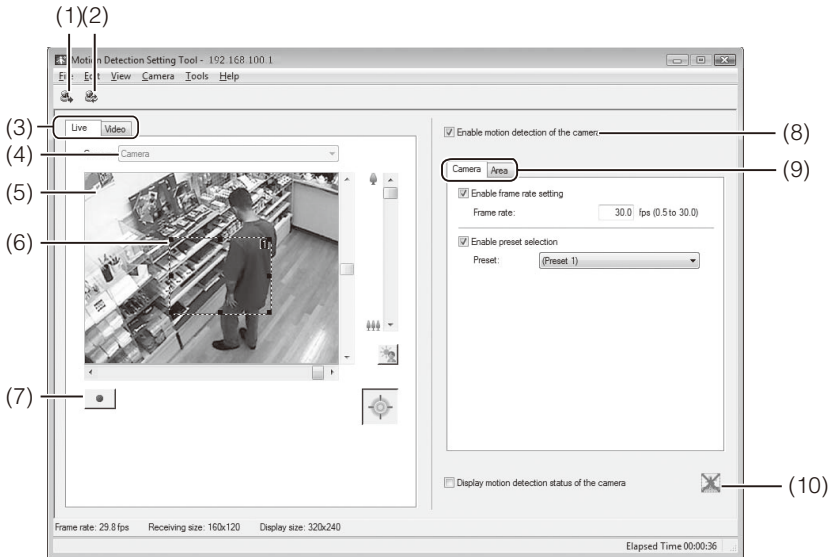 (1)(2)
Motion Detection Setting Tool - 192.168.100.1
File Edit View Camera Tools Help
(3)
Live Video
(4)
Camera
(5)
(6)
[1]
(7)
Enable motion detection of the camera
(8)
Camera Area
(9)
Enable frame rate setting
Frame rate: 30.0 fps (0.5 to 30.0)
Enable preset selection
Preset: (Preset 1)
Display motion detection status of the camera
(10)
Frame rate: 29.8 fps Receiving size: 160x120 Display size: 320x240
Elapsed Time 00:00:36